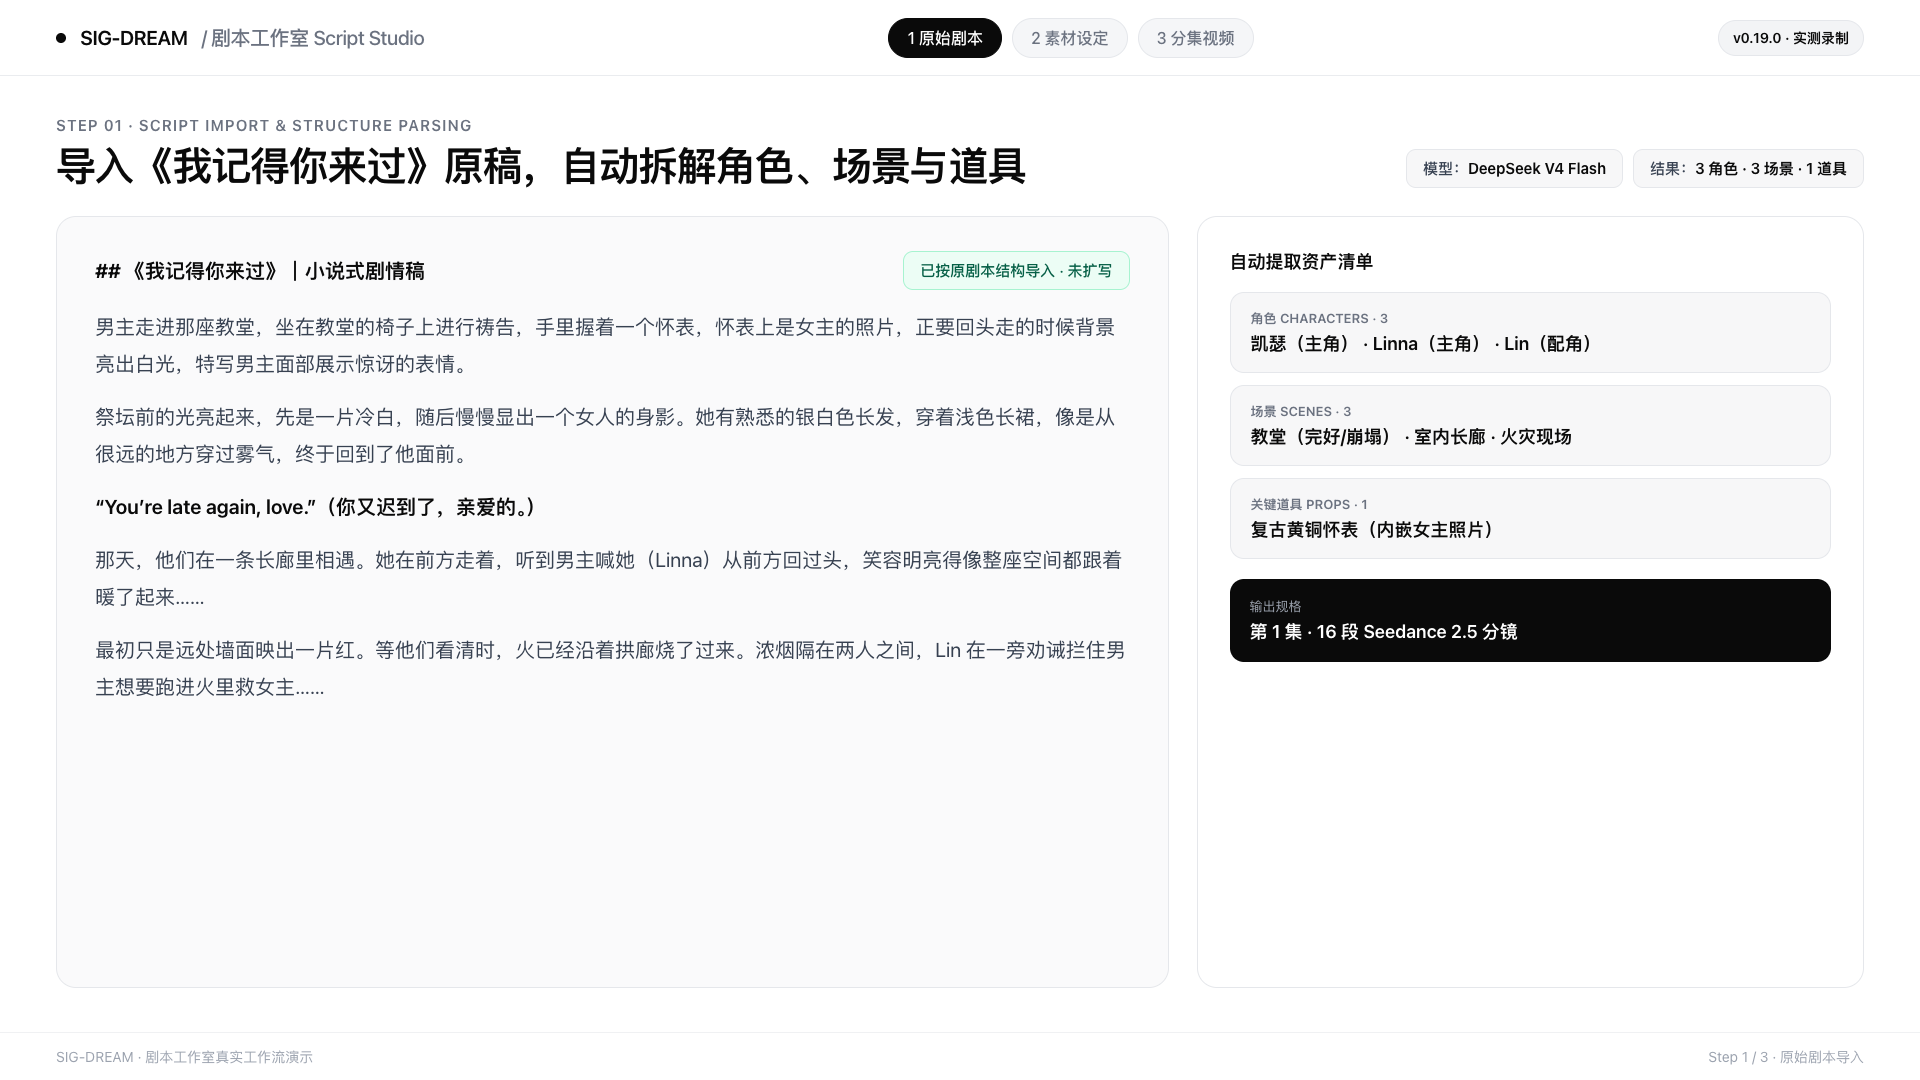 SIG-DREAM / 剧本工作室 Script Studio
1 原始剧本
2 素材设定
3 分集视频
v0.19.0 · 实测录制
STEP 01 · SCRIPT IMPORT & STRUCTURE PARSING
导入《我记得你来过》原稿，自动拆解角色、场景与道具
模型：DeepSeek V4 Flash
结果：3 角色 · 3 场景 · 1 道具
## 《我记得你来过》｜小说式剧情稿
已按原剧本结构导入 · 未扩写
男主走进那座教堂，坐在教堂的椅子上进行祷告，手里握着一个怀表，怀表上是女主的照片，正要回头走的时候背景
亮出白光，特写男主面部展示惊讶的表情。
祭坛前的光亮起来，先是一片冷白，随后慢慢显出一个女人的身影。她有熟悉的银白色长发，穿着浅色长裙，像是从
很远的地方穿过雾气，终于回到了他面前。
“You’re late again, love.”（你又迟到了，亲爱的。）
那天，他们在一条长廊里相遇。她在前方走着，听到男主喊她（Linna）从前方回过头，笑容明亮得像整座空间都跟着
暖了起来……
最初只是远处墙面映出一片红。等他们看清时，火已经沿着拱廊烧了过来。浓烟隔在两人之间，Lin 在一旁劝诫拦住男
主想要跑进火里救女主……
自动提取资产清单
角色 CHARACTERS · 3
凯瑟（主角） · Linna（主角） · Lin（配角）
场景 SCENES · 3
教堂（完好/崩塌） · 室内长廊 · 火灾现场
关键道具 PROPS · 1
复古黄铜怀表（内嵌女主照片）
输出规格
第 1 集 · 16 段 Seedance 2.5 分镜
SIG-DREAM · 剧本工作室真实工作流演示
Step 1 / 3 · 原始剧本导入